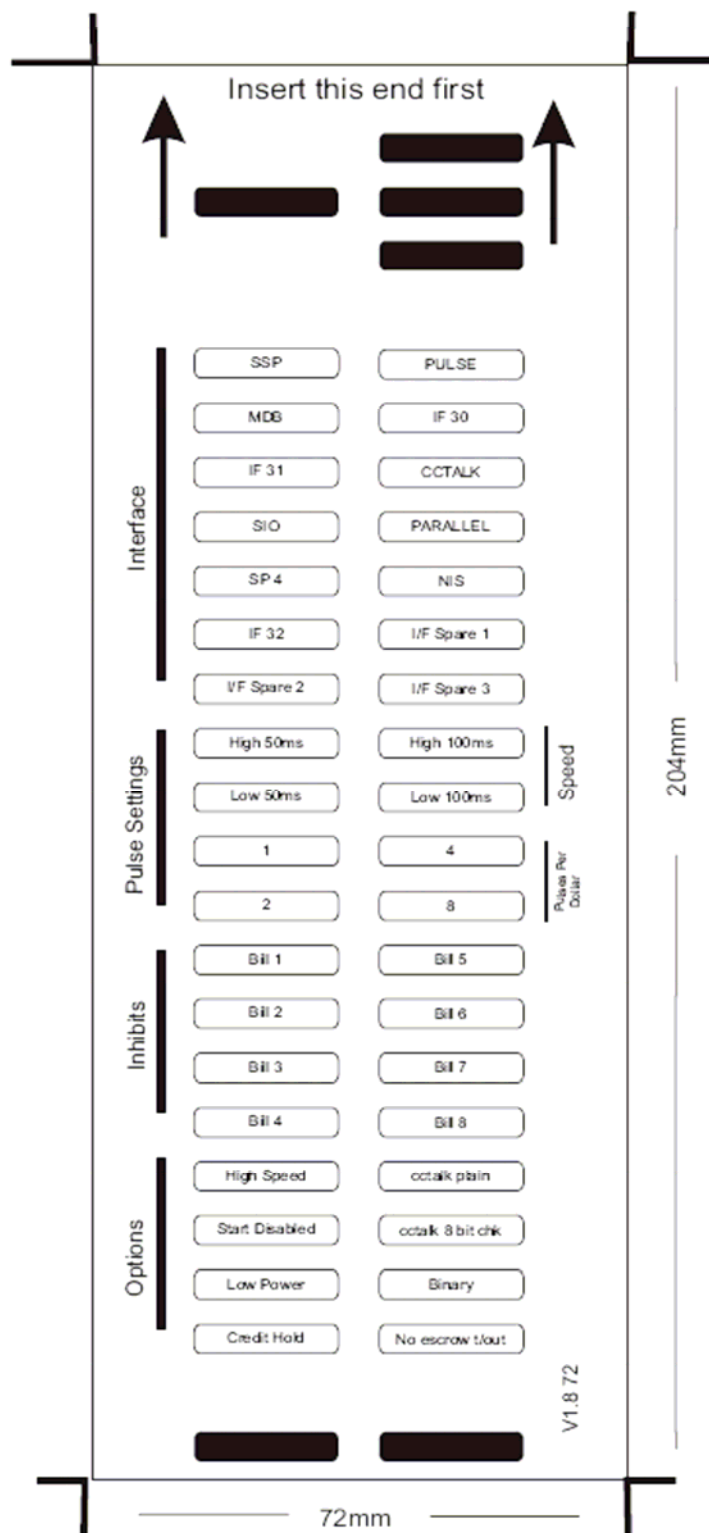 Insert this end first
SSP PULSE
MDB IF 30
IF 31 CCTALK
SIO PARALLEL
SP 4 NIS
IF 32 I/F Spare 1
I/F Spare 2 I/F Spare 3
Interface
High 50ms High 100ms
Low 50ms Low 100ms
Speed
1 4
2 8
Pulses Per
Dollar
Pulse Settings
Bill 1 Bill 5
Bill 2 Bill 6
Bill 3 Bill 7
Bill 4 Bill 8
Inhibits
High Speed cctalk plain
Start Disabled cctalk 8 bit chk
Low Power Binary
Credit Hold No escrow t/out
Options
V1.8 72
204mm
72mm